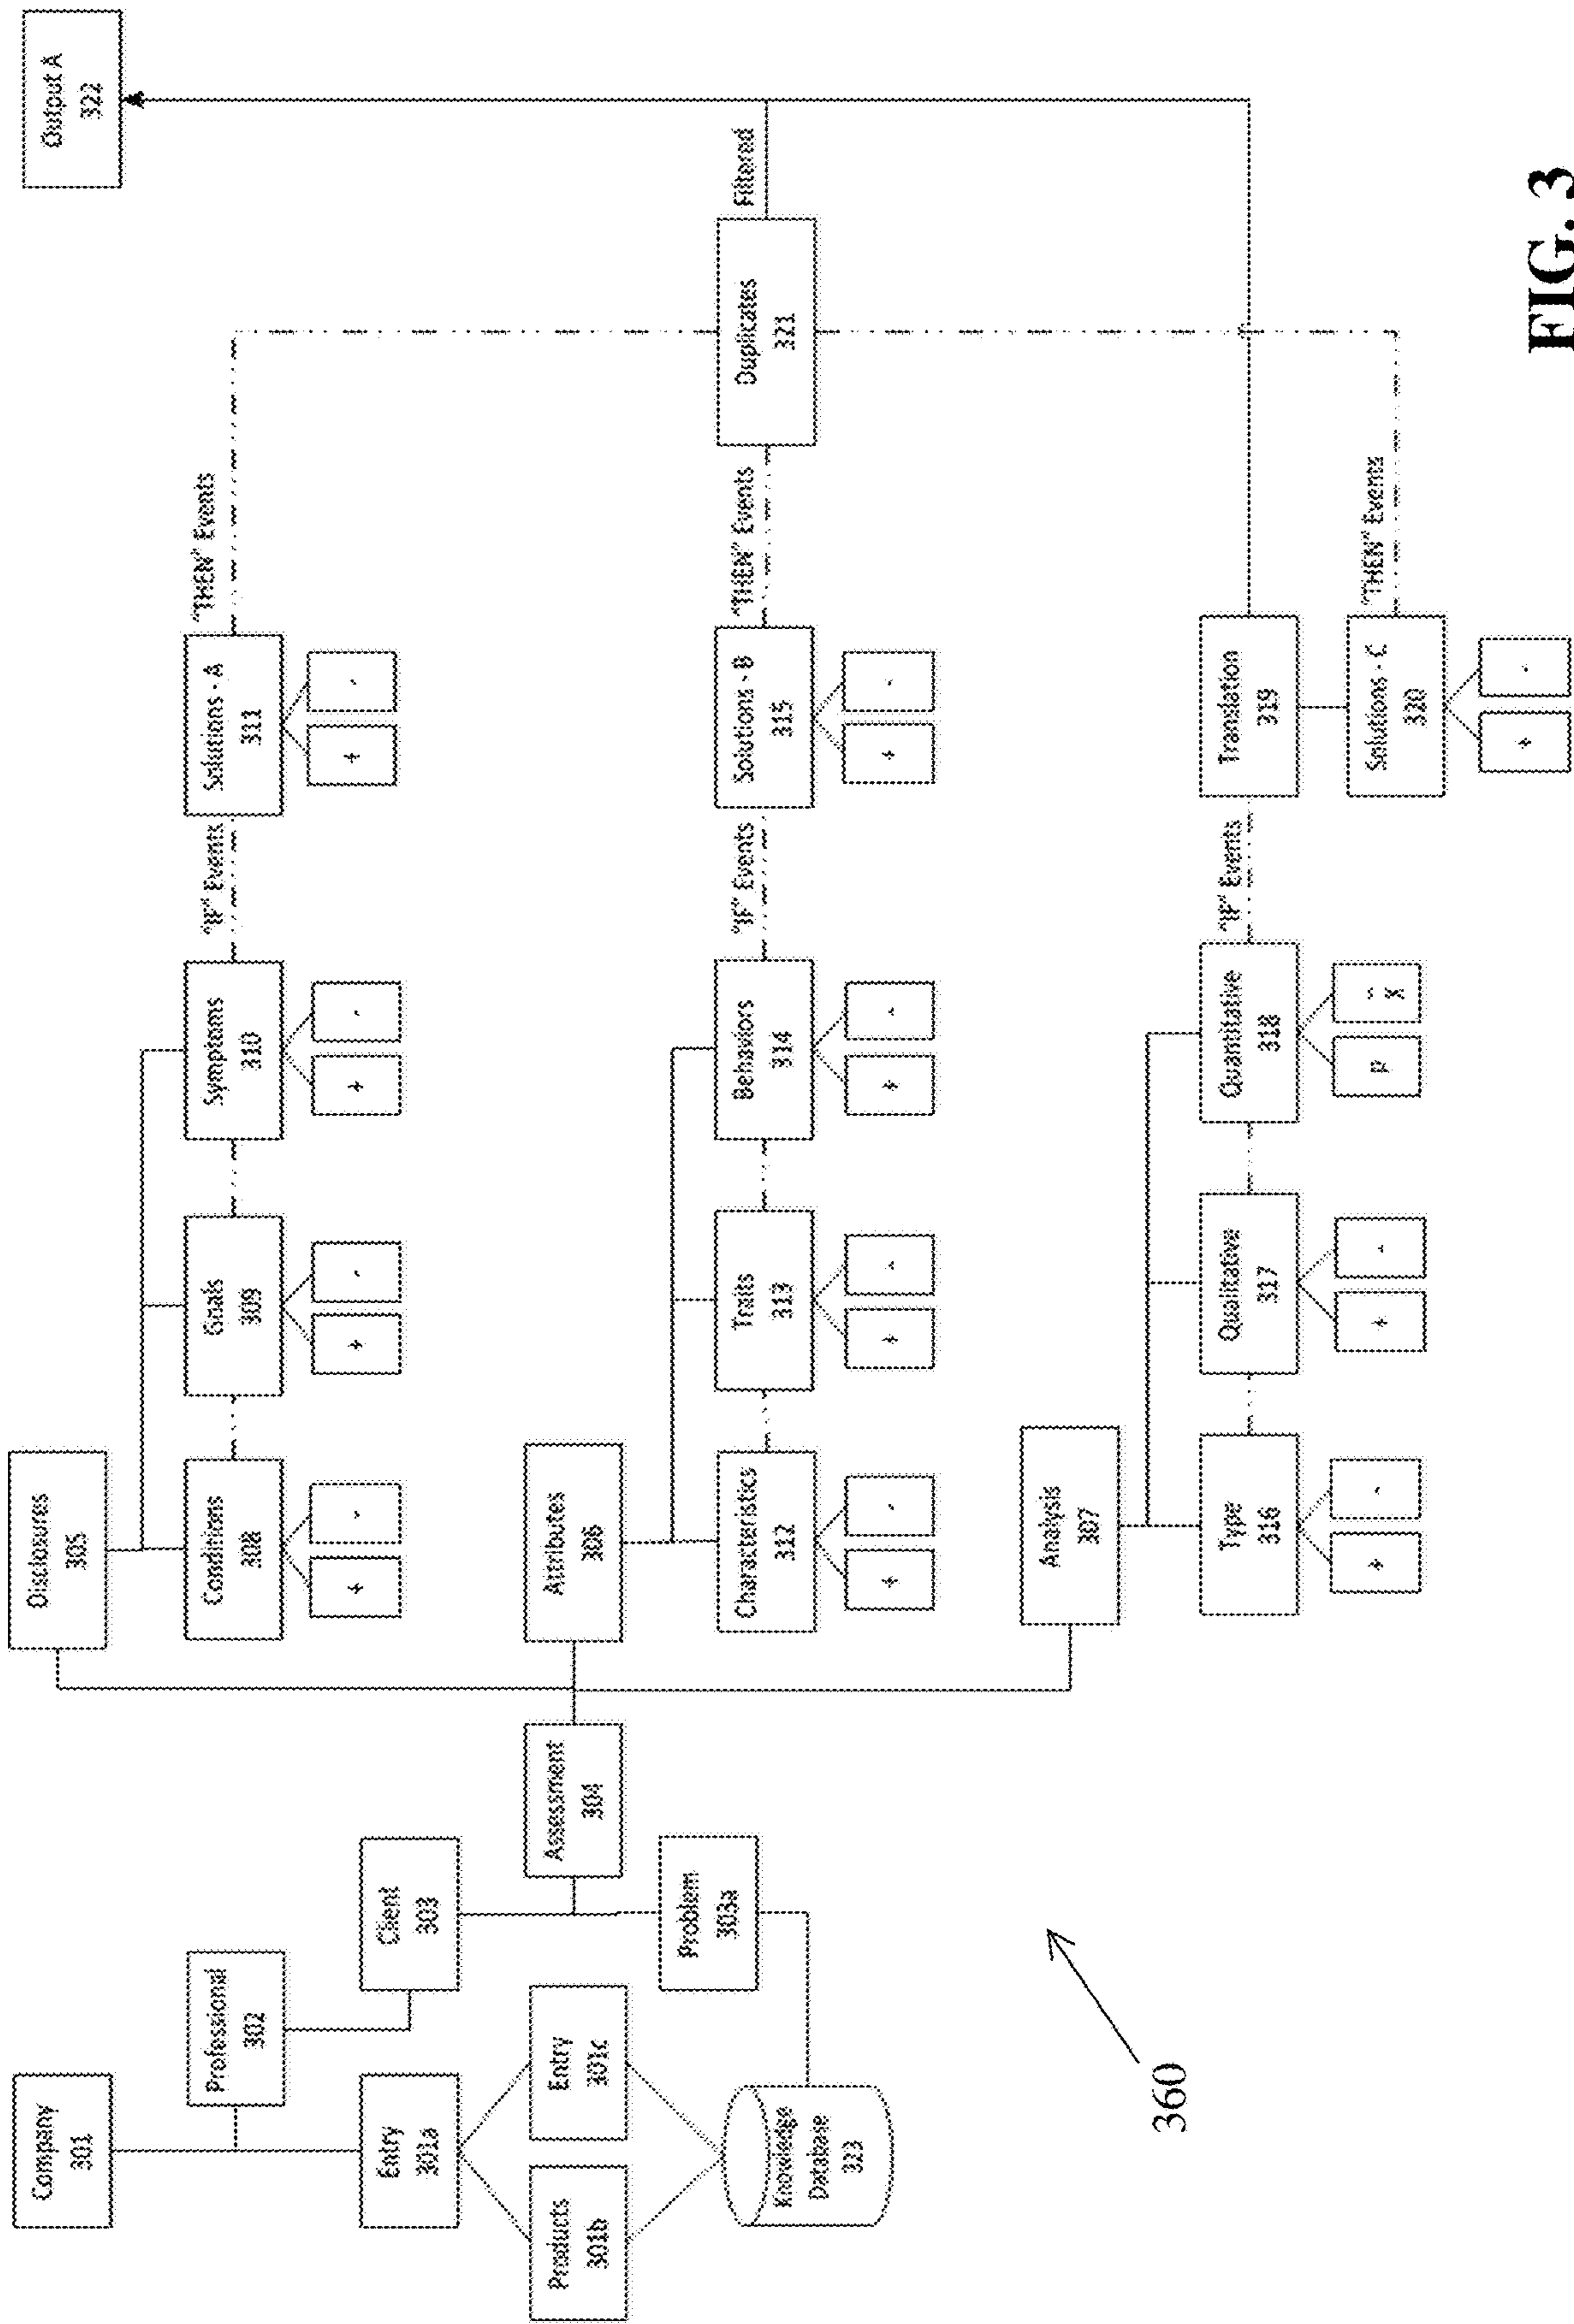 Company
301
Professional
302
Entry
301a
Products
301b
Entry
301c
Knowledge
Database
323
Client
303
Problem
303a
Assessment
304
Disclosures
305
Conditions
308
+
-
Goals
309
+
-
Symptoms
310
+
-
"IF" Events
Solutions - A
311
+
-
"THEN" Events
Attributes
306
Characteristics
312
+
-
Traits
313
+
-
Behaviors
314
+
-
"IF" Events
Solutions - B
315
+
-
"THEN" Events
Duplicates
321
Filtered
Output A
322
Analysis
307
Type
316
+
-
Qualitative
317
+
-
Quantitative
318
"IF" Events
Translation
319
Solutions - C
320
+
-
"THEN" Events
360
FIG. 3